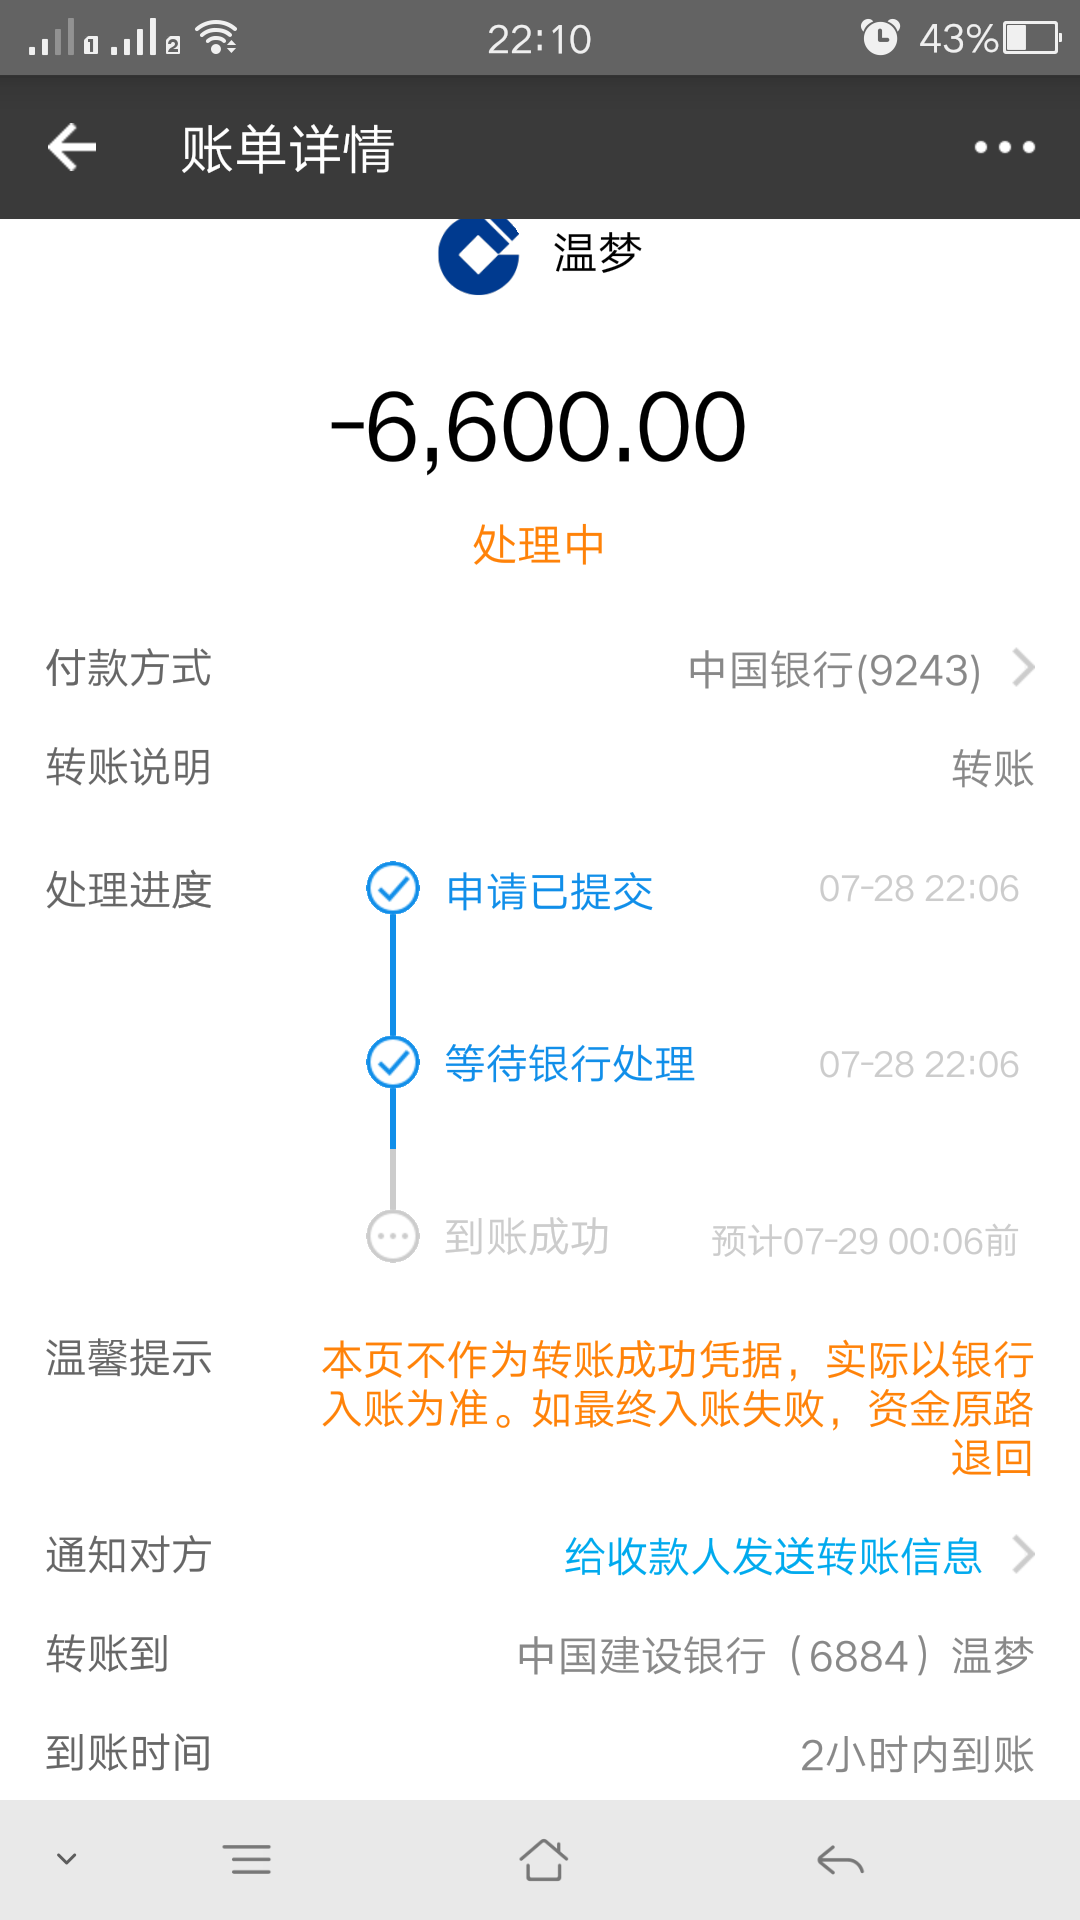 22:10 43%
账单详情
温梦
-6,600.00
处理中
付款方式 中国银行(9243)
转账说明 转账
处理进度 申请已提交 07-28 22:06
等待银行处理 07-28 22:06
到账成功 预计07-29 00:06前
温馨提示 本页不作为转账成功凭据，实际以银行
入账为准。如最终入账失败，资金原路
退回
通知对方 给收款人发送转账信息
转账到 中国建设银行（6884）温梦
到账时间 2小时内到账